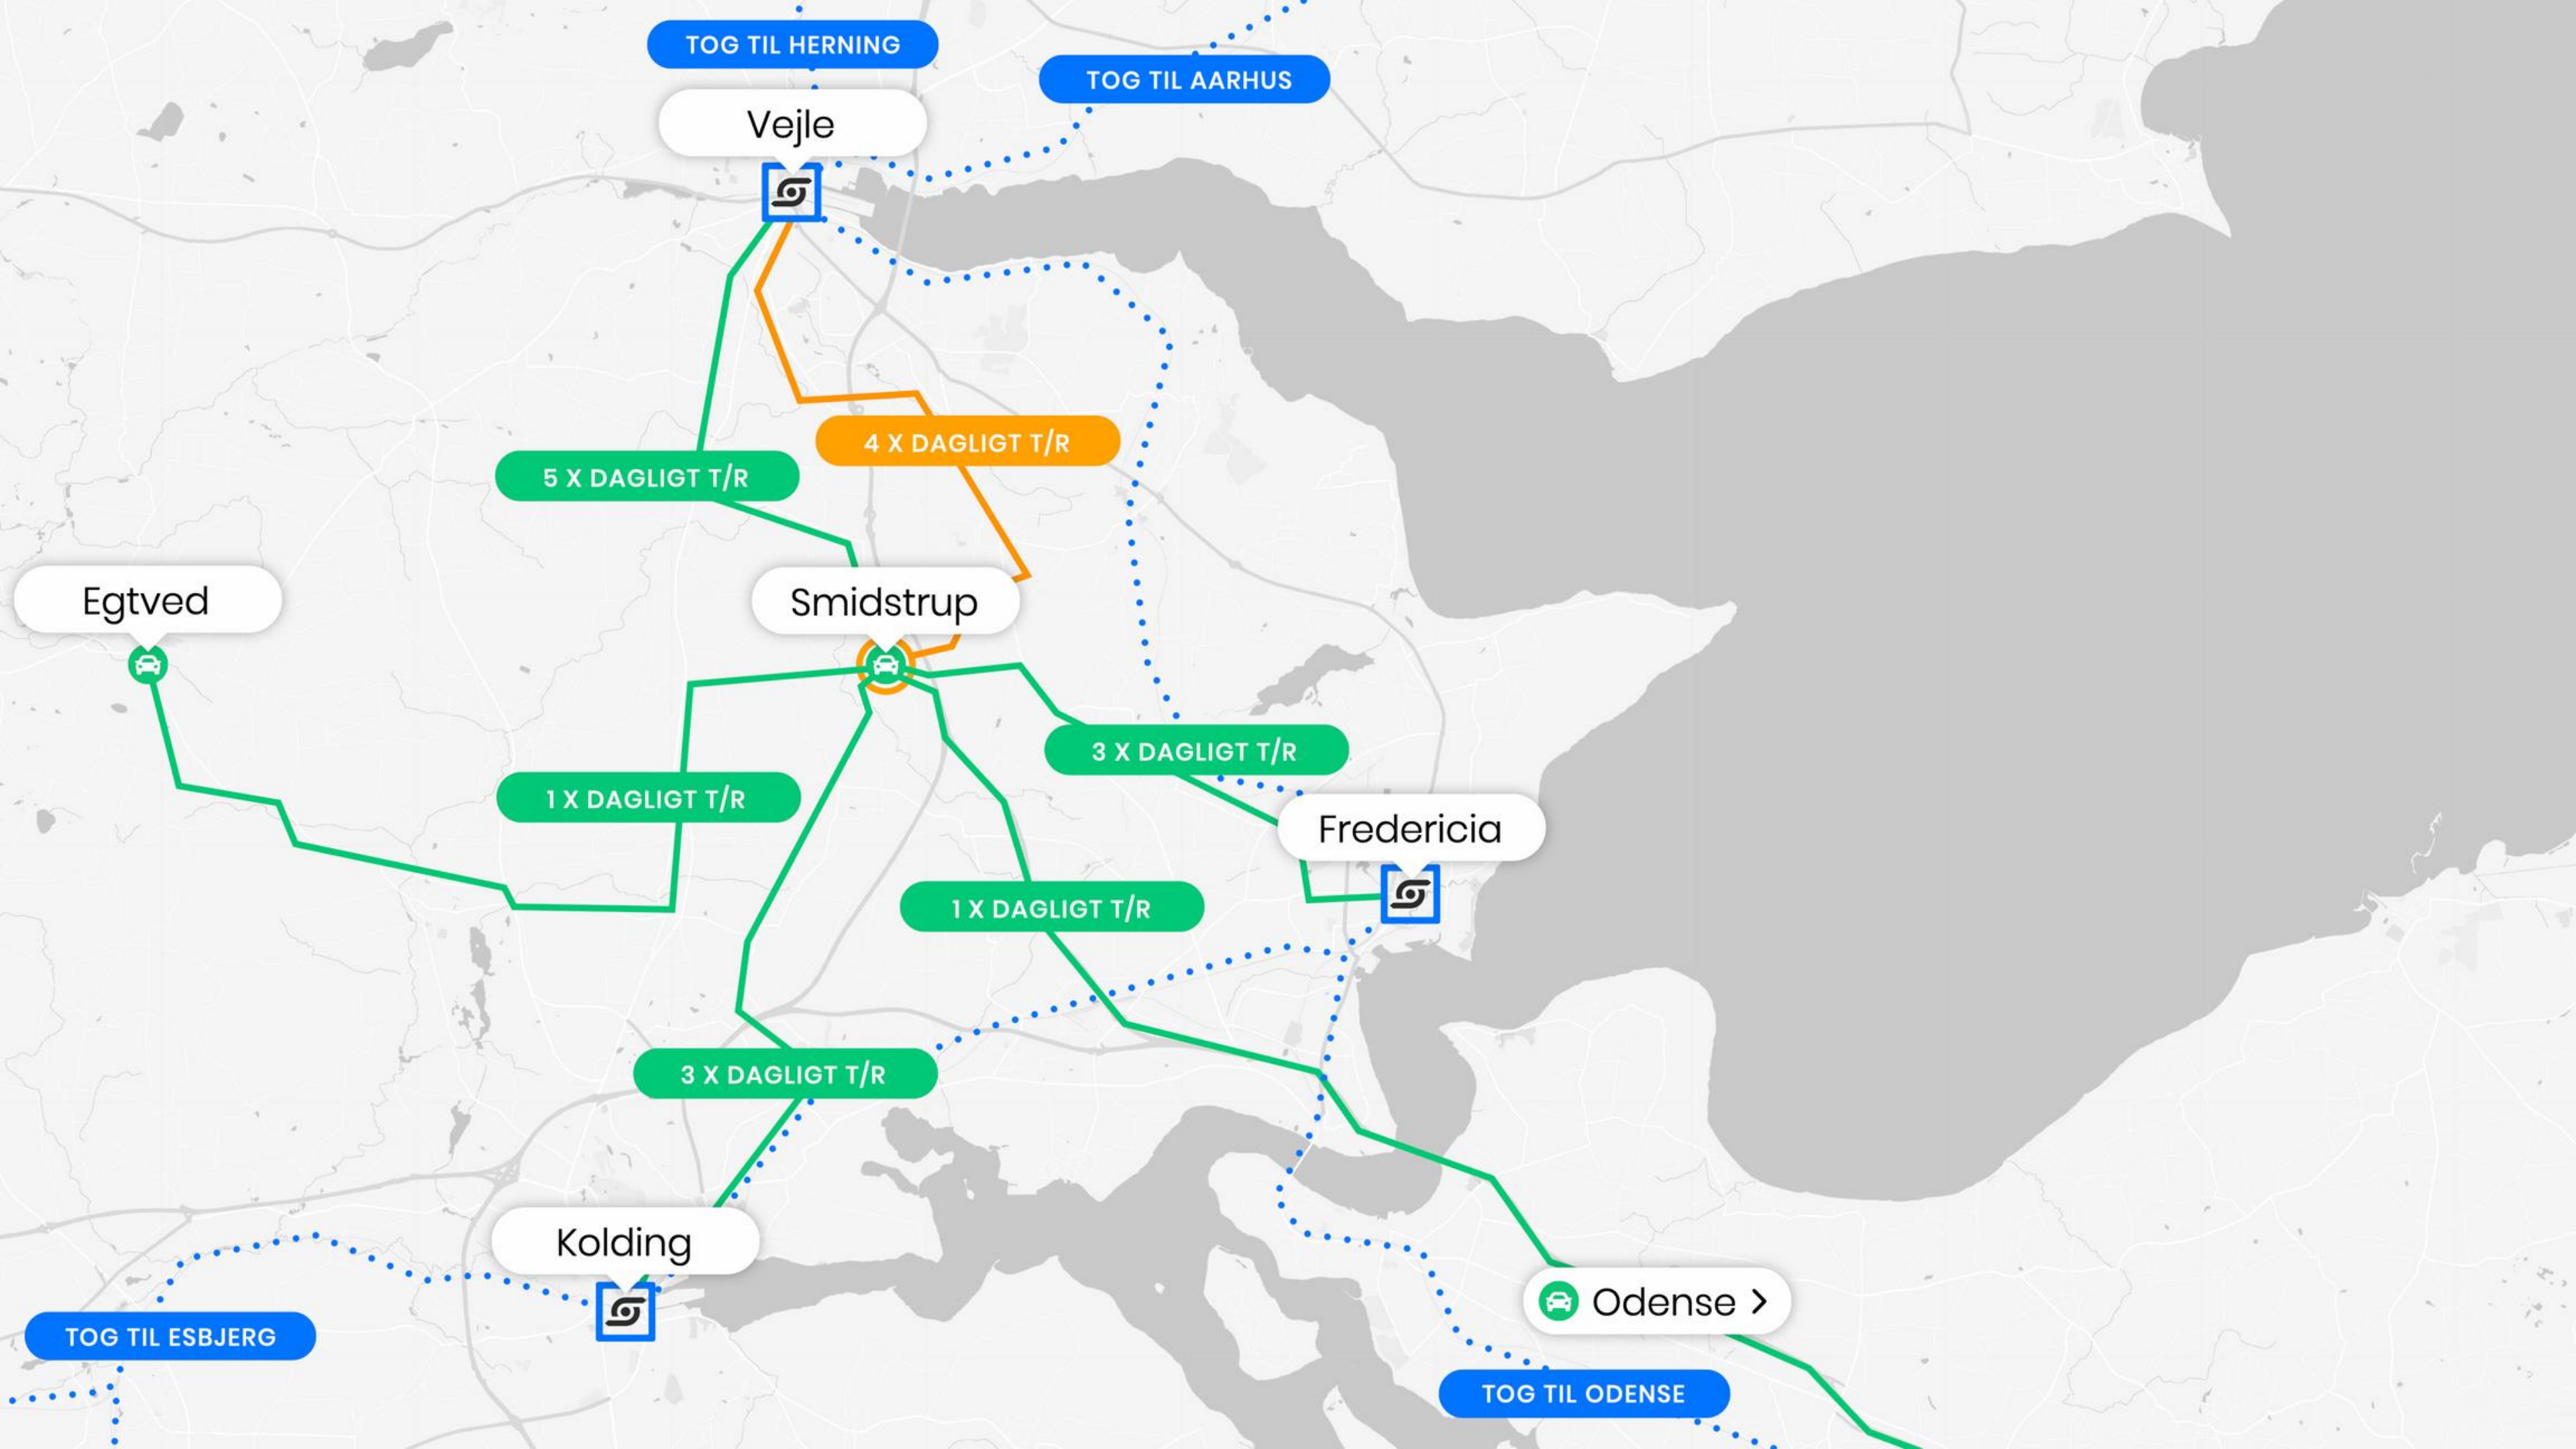 TOG TIL HERNING
TOG TIL AARHUS
Vejle
4 X DAGLIGT T/R
5 X DAGLIGT T/R
Egtved
Smidstrup
3 X DAGLIGT T/R
1 X DAGLIGT T/R
Fredericia
1 X DAGLIGT T/R
3 X DAGLIGT T/R
Kolding
Odense >
TOG TIL ESBJERG
TOG TIL ODENSE